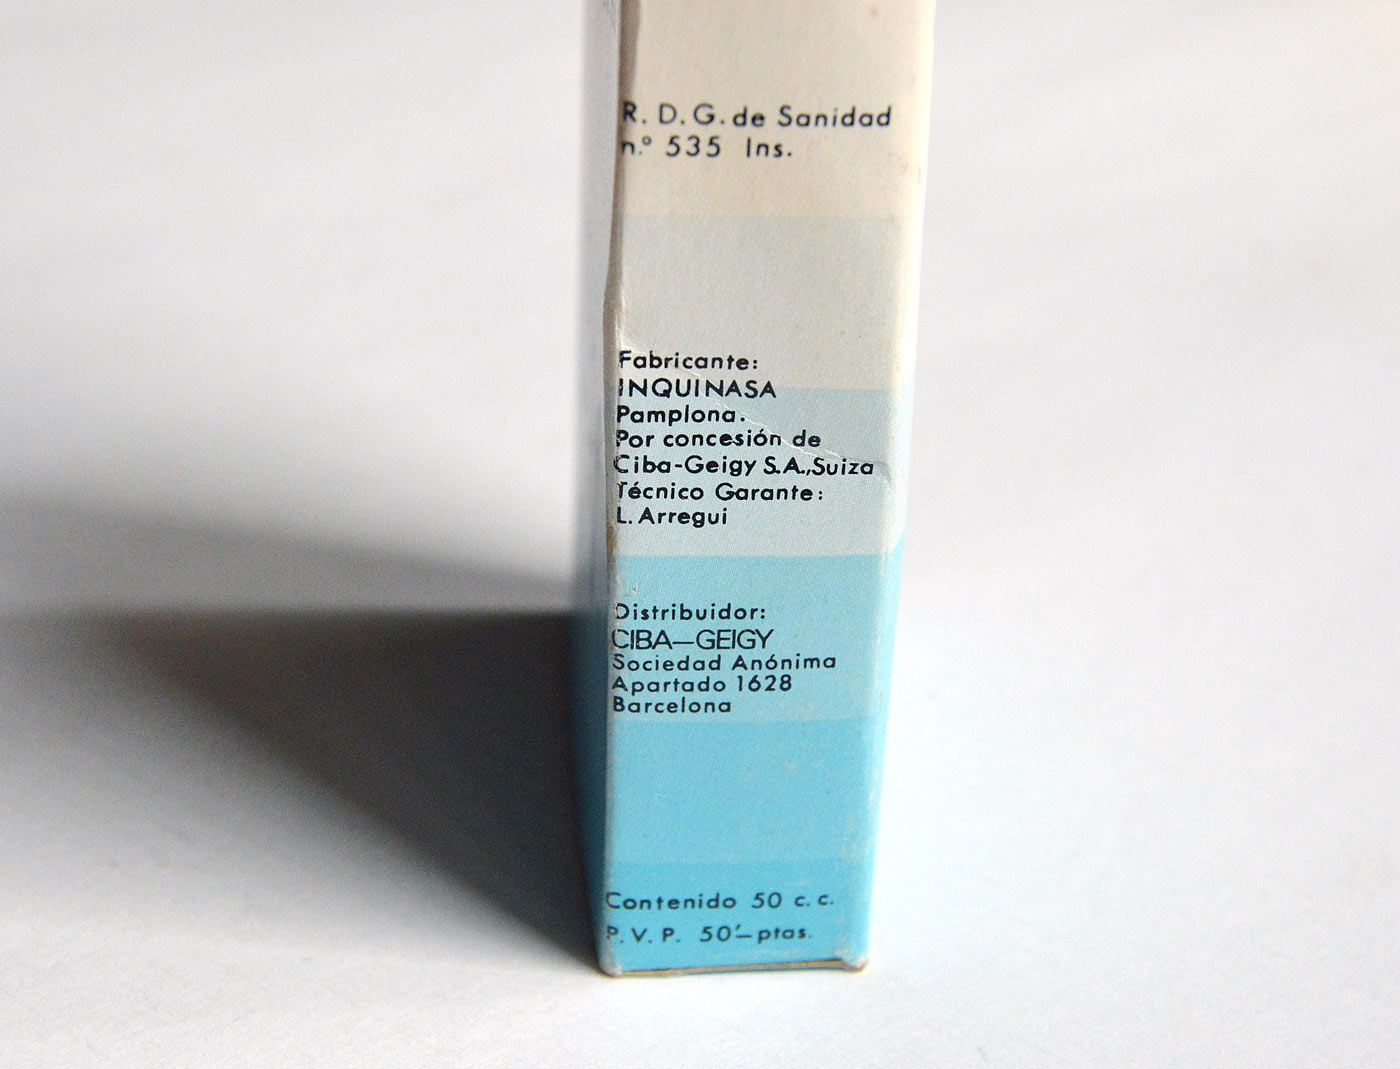 R. D. G. de Sanidad
n.º 535 Ins.
Fabricante:
INQUINASA
Pamplona.
Por concesión de
Ciba-Geigy S.A.,Suiza
Técnico Garante:
L. Arregui
Distribuidor:
CIBA–GEIGY
Sociedad Anónima
Apartado 1628
Barcelona
Contenido 50 c. c.
P. V. P. 50'– ptas.